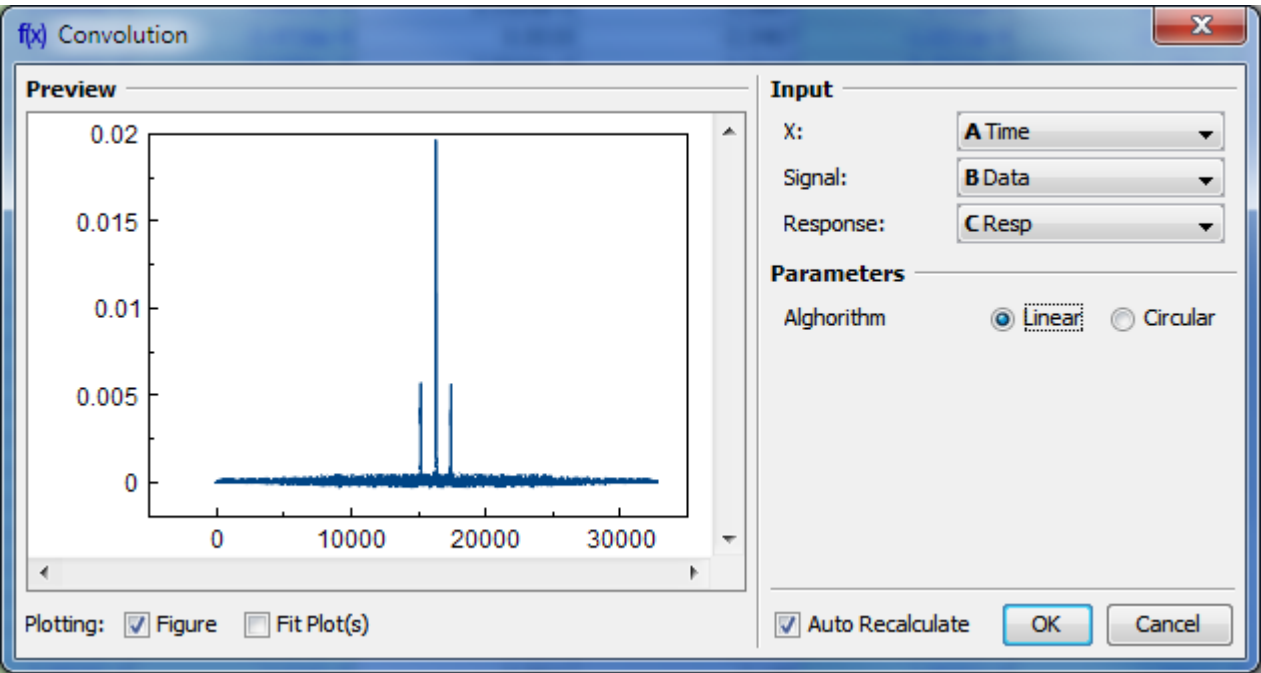 f(x) Convolution
Preview
0.02
0.015
0.01
0.005
0
0 10000 20000 30000
Plotting: Figure Fit Plot(s)
Input
X: A Time
Signal: B Data
Response: C Resp
Parameters
Alghorithm Linear Circular
Auto Recalculate OK Cancel